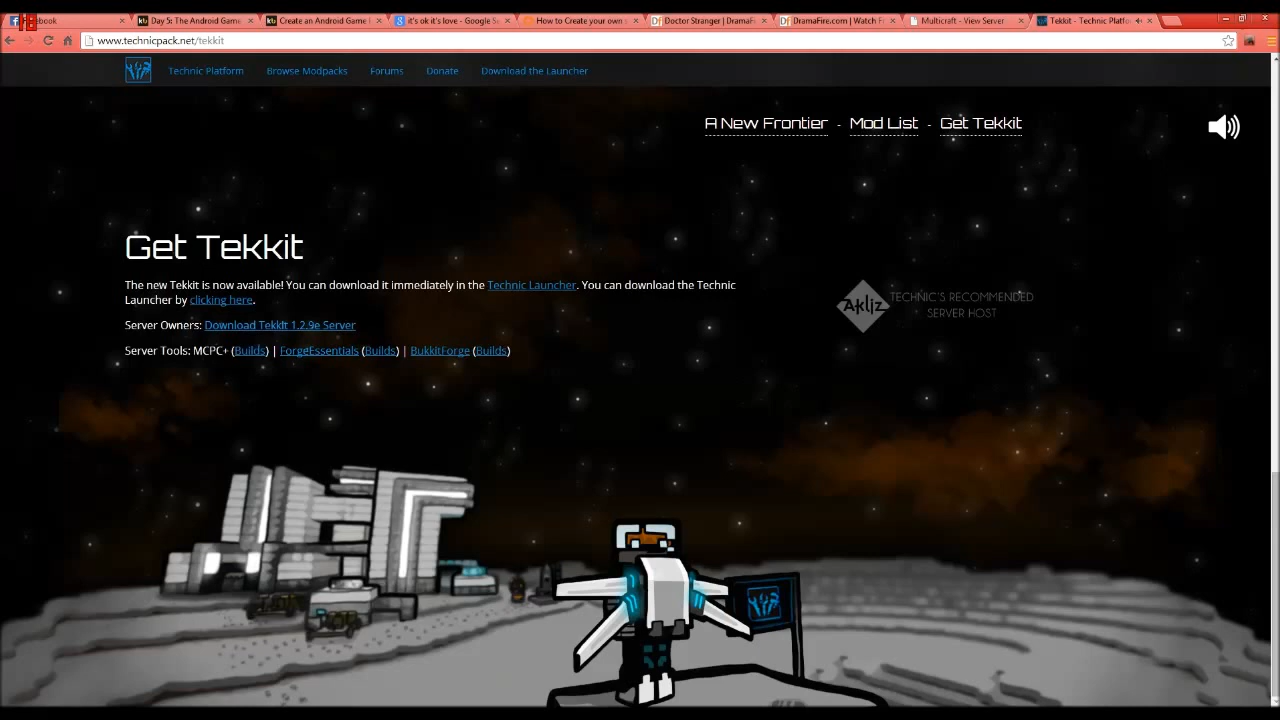 Day 5: The Android Game
Create an Android Game
it's ok it's love - Google Se
How to Create your own s
Doctor Stranger | DramaFi
DramaFire.com | Watch F
Multicraft - View Server
Tekkit - Technic Platfo
www.technicpack.net/tekkit
Technic Platform Browse Modpacks Forums Donate Download the Launcher
A New Frontier - Mod List - Get Tekkit
Get Tekkit
The new Tekkit is now available! You can download it immediately in the Technic Launcher. You can download the Technic
Launcher by clicking here.
Akliz
TECHNIC'S RECOMMENDED
SERVER HOST
Server Owners: Download Tekkit 1.2.9e Server
Server Tools: MCPC+ (Builds) | ForgeEssentials (Builds) | BukkitForge (Builds)